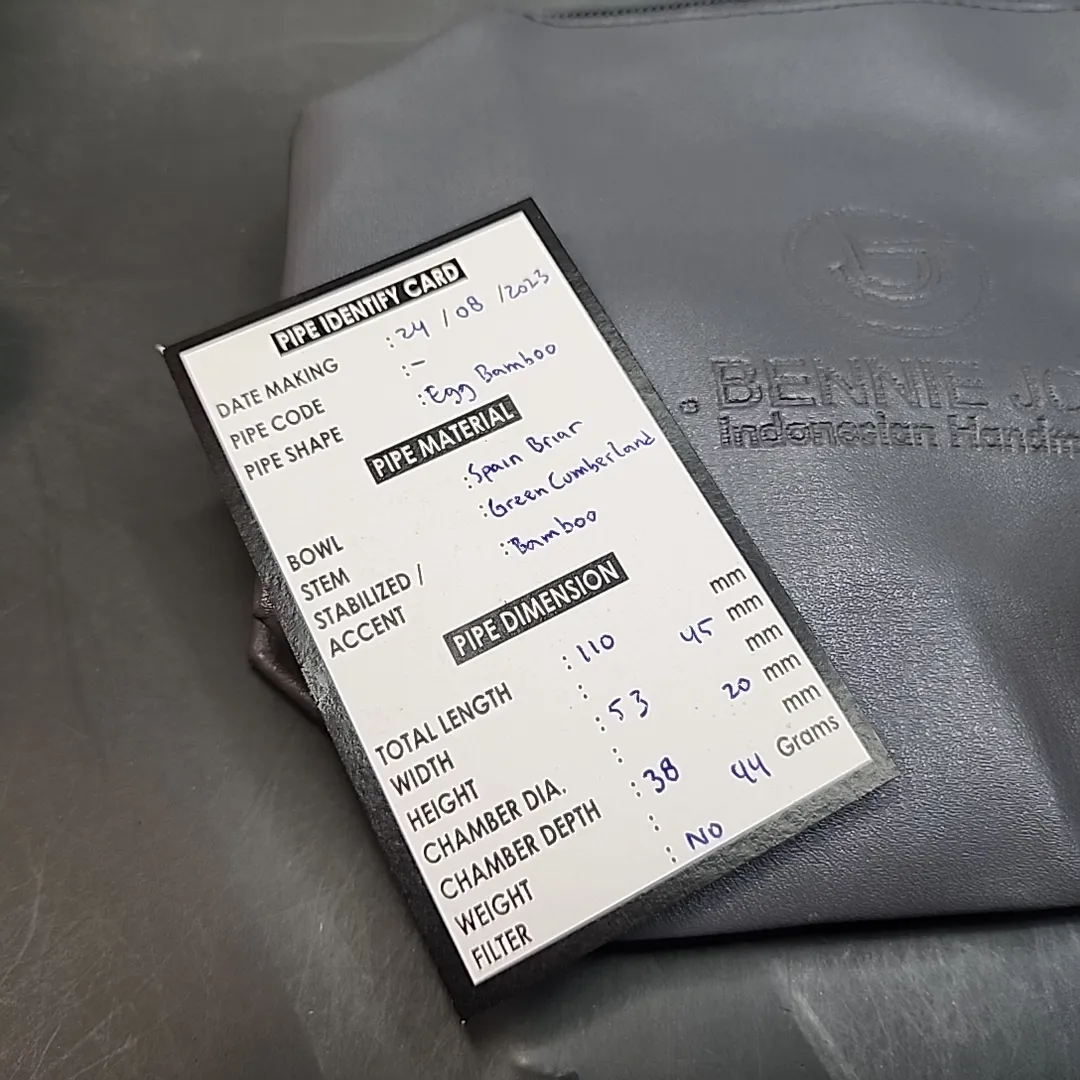 PIPE IDENTIFY CARD
DATE MAKING : 24 / 08 / 2023
PIPE CODE : -
PIPE SHAPE : Egg Bamboo
PIPE MATERIAL
BOWL : Spain Briar
STEM : Green Cumberland
STABILIZED /
ACCENT : Bamboo
PIPE DIMENSION
TOTAL LENGTH : 110 mm
WIDTH : 45 mm
HEIGHT : 53 mm
CHAMBER DIA. : 20 mm
CHAMBER DEPTH : 38 mm
WEIGHT : 44 Grams
FILTER : NO
BENNIE
Indonesian